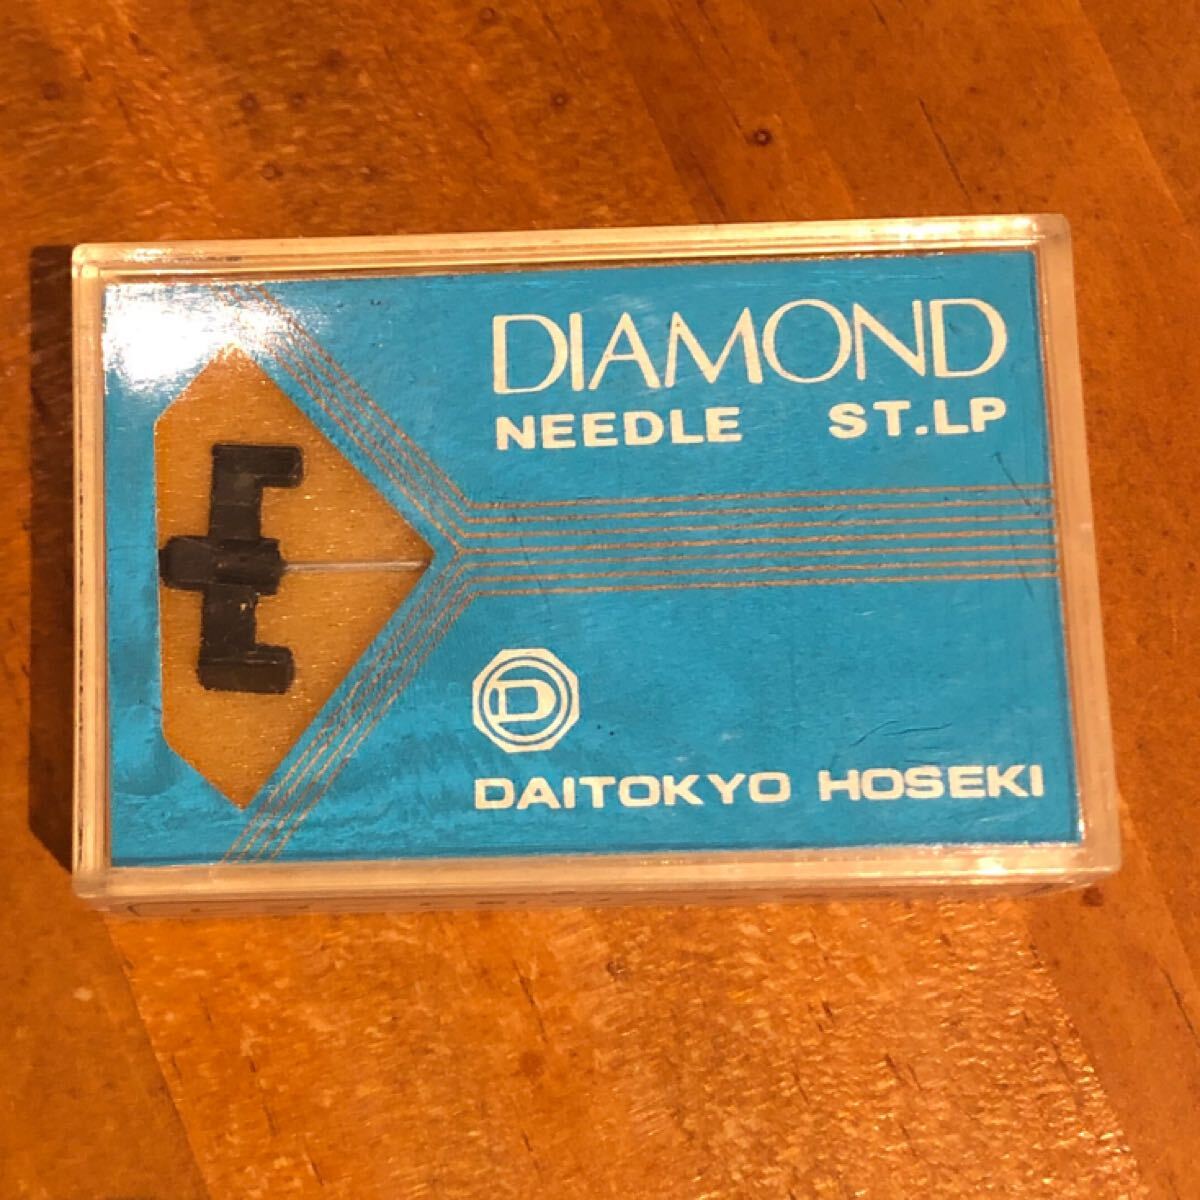 DIAMOND
NEEDLE ST.LP
D
DAITOKYO HOSEKI